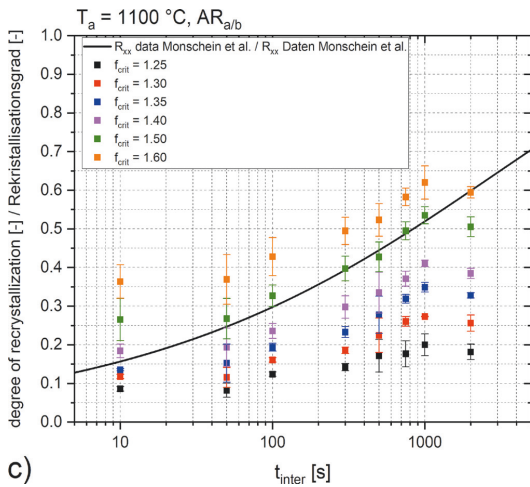 T_a = 1100 °C, AR_a/b
degree of recrystallization [-] / Rekristallisationsgrad [-]
1.0
0.9
0.8
0.7
0.6
0.5
0.4
0.3
0.2
0.1
0.0
R_xx data Monschein et al. / R_xx Daten Monschein et al.
f_crit = 1.25
f_crit = 1.30
f_crit = 1.35
f_crit = 1.40
f_crit = 1.50
f_crit = 1.60
10 100 1000
c) t_inter [s]